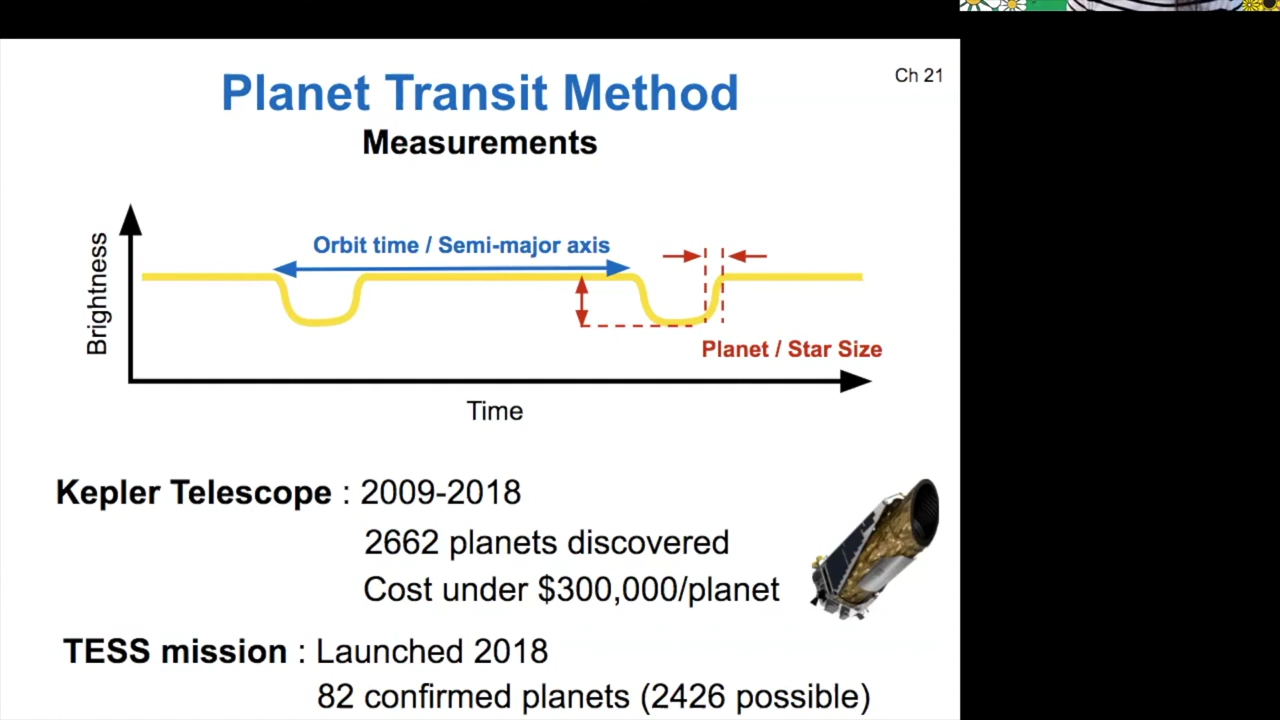 Ch 21
Planet Transit Method
Measurements
Brightness
Orbit time / Semi-major axis
Planet / Star Size
Time
Kepler Telescope : 2009-2018
2662 planets discovered
Cost under $300,000/planet
TESS mission : Launched 2018
82 confirmed planets (2426 possible)